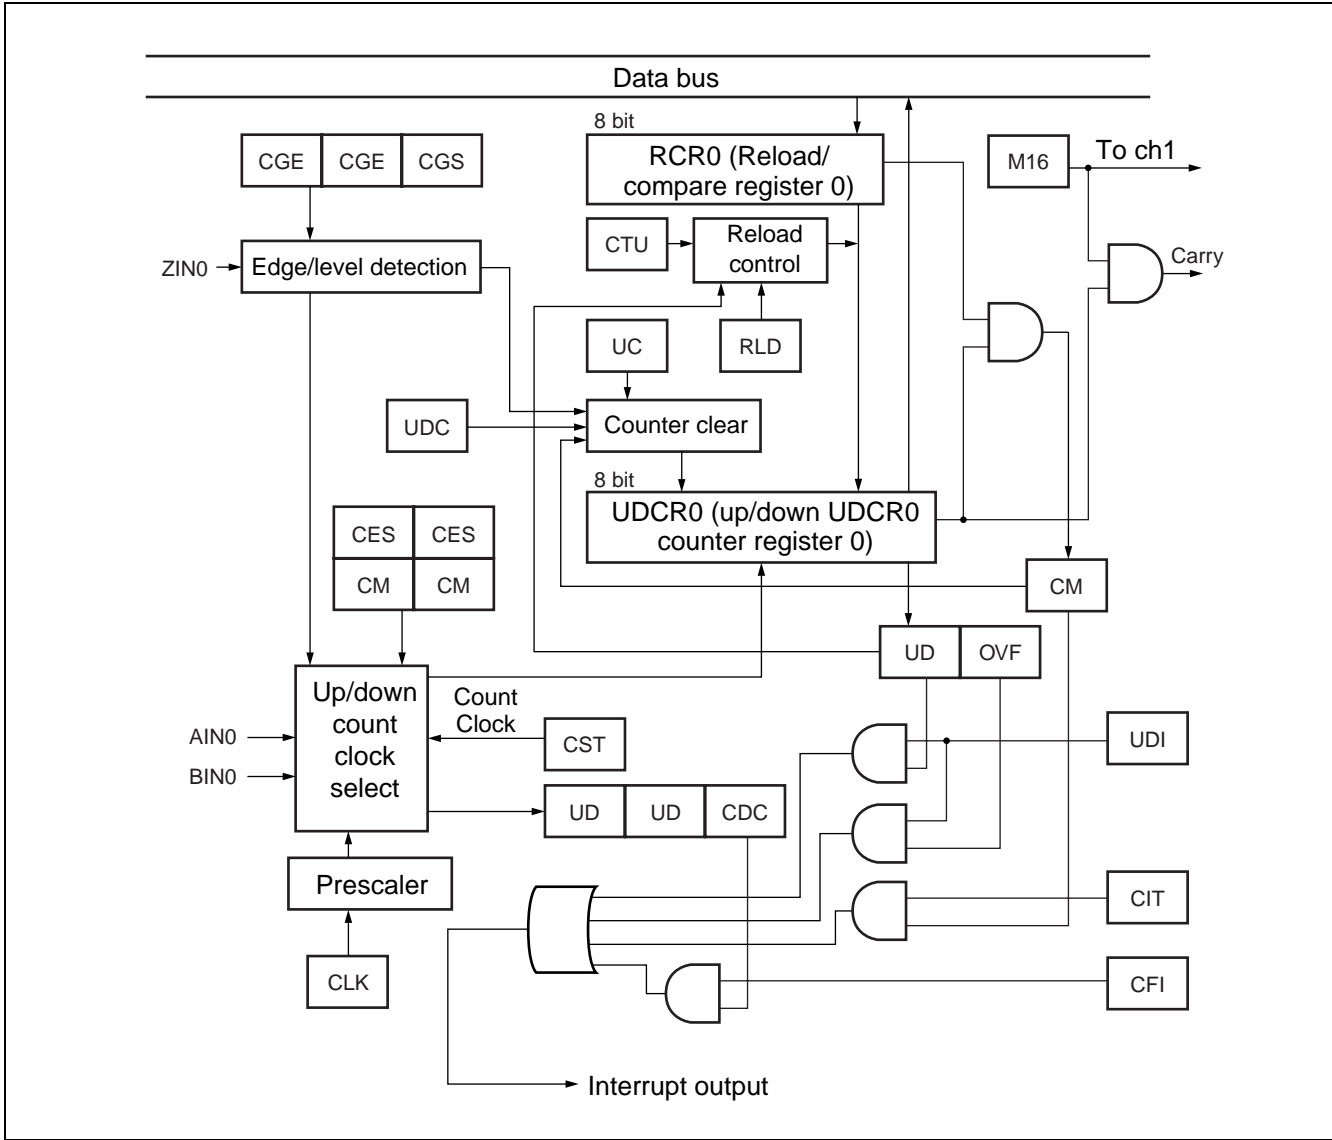 Data bus
8 bit
CGE CGE CGS
RCR0 (Reload/
compare register 0)
M16
To ch1
CTU
Reload
control
ZIN0
Edge/level detection
Carry
UC
RLD
UDC
Counter clear
8 bit
UDCR0 (up/down UDCR0
counter register 0)
CES CES
CM CM
CM
UD OVF
Up/down
count
clock
select
Count
Clock
AIN0
BIN0
CST
UDI
UD UD CDC
Prescaler
CIT
CLK
CFI
Interrupt output